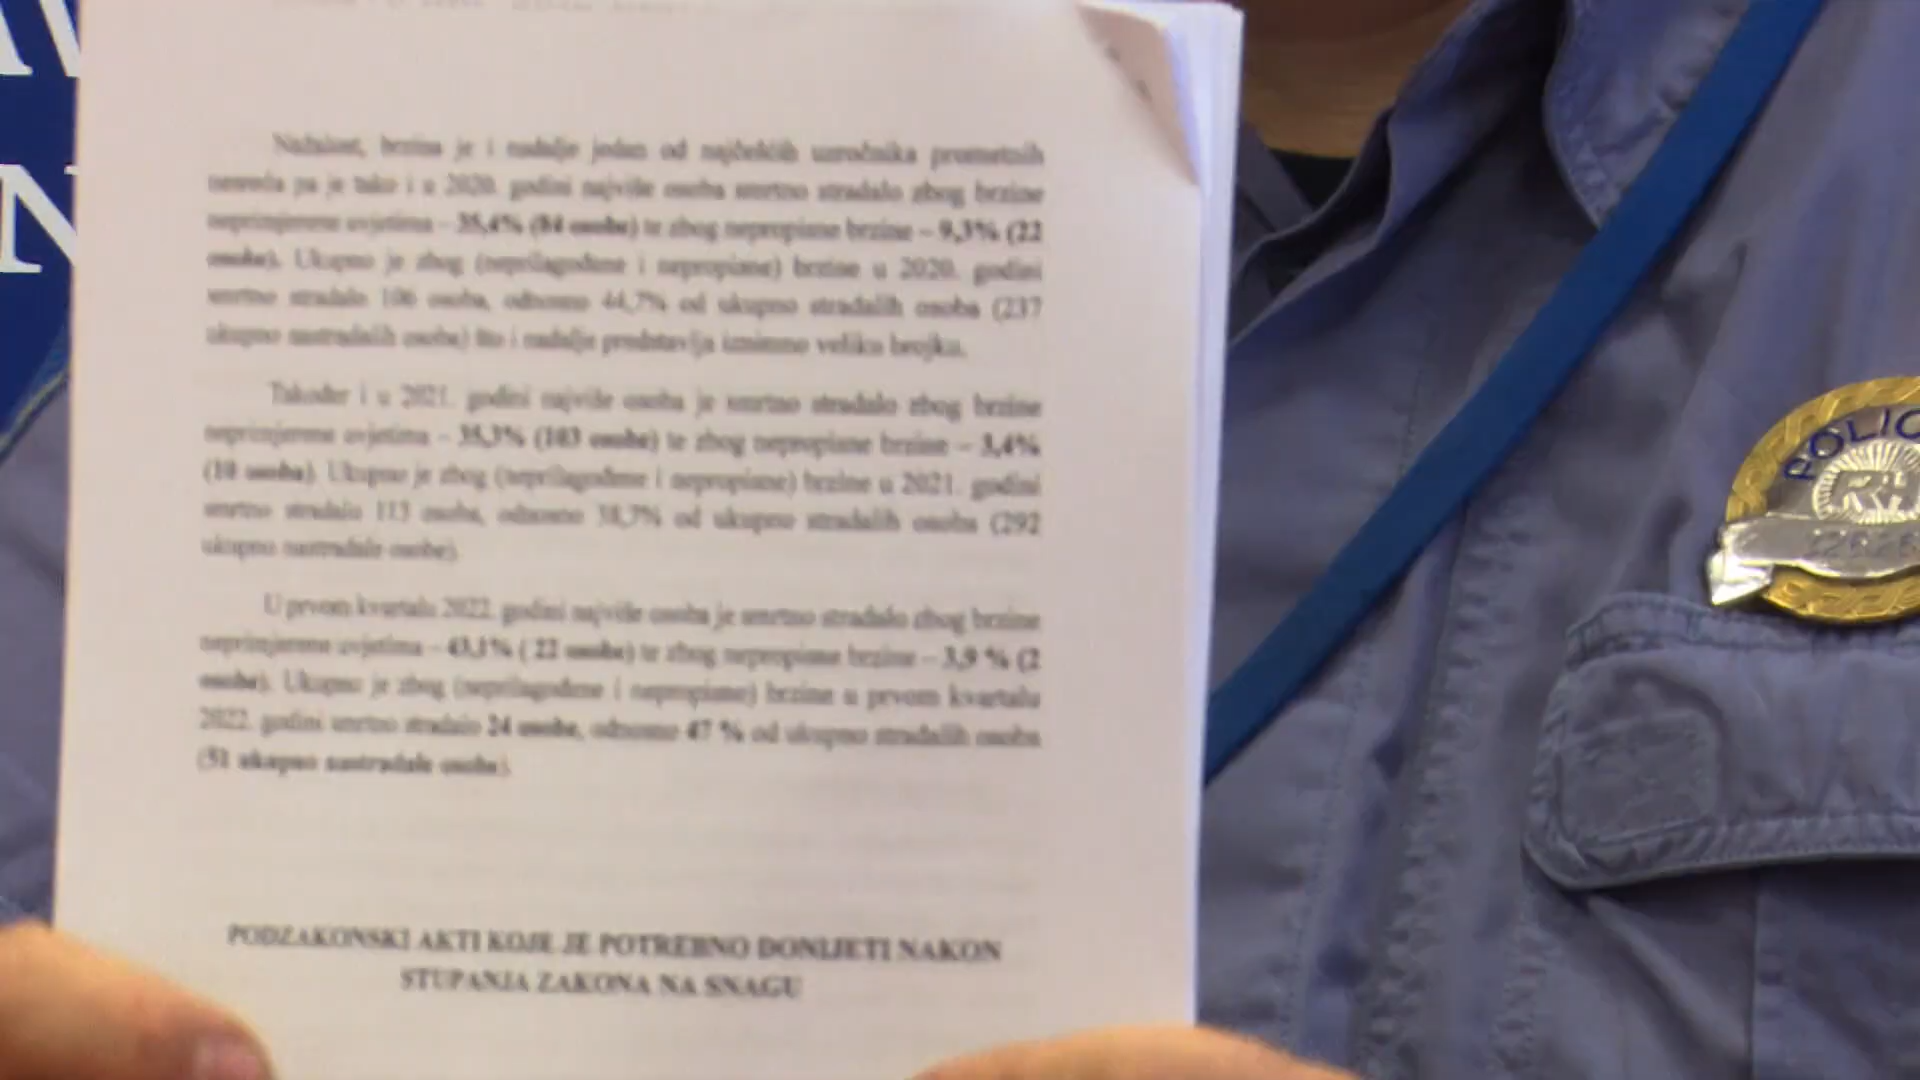 N
Nažalost, brzina je i nadalje jedan od najčešćih uzročnika prometnih
nesreća pa je tako i u 2020. godini najviše osoba smrtno stradalo zbog brzine
neprimjerene uvjetima – 35,4% (84 osobe) te zbog nepropisne brzine – 9,3% (22
osobe). Ukupno je zbog (neprilagođene i nepropisne) brzine u 2020. godini
smrtno stradalo 106 osoba, odnosno 44,7% od ukupno stradalih osoba (237
ukupno nastradalih osoba) što i nadalje predstavlja iznimno veliku brojku.
Također i u 2021. godini najviše osoba je smrtno stradalo zbog brzine
neprimjerene uvjetima – 35,3% (103 osobe) te zbog nepropisne brzine – 3,4%
(10 osoba). Ukupno je zbog (neprilagođene i nepropisne) brzine u 2021. godini
smrtno stradalo 113 osoba, odnosno 38,7% od ukupno stradalih osoba (292
ukupno nastradale osobe).
U prvom kvartalu 2022. godini najviše osoba je smrtno stradalo zbog brzine
neprimjerene uvjetima – 43,1% ( 22 osobe) te zbog nepropisne brzine – 3,9 % (2
osobe). Ukupno je zbog (neprilagođene i nepropisne) brzine u prvom kvartalu
2022. godini smrtno stradalo 24 osobe, odnosno 47 % od ukupno stradalih osoba
(51 ukupno nastradale osobe).
PODZAKONSKI AKTI KOJE JE POTREBNO DONIJETI NAKON
STUPANJA ZAKONA NA SNAGU
POLIC
RH